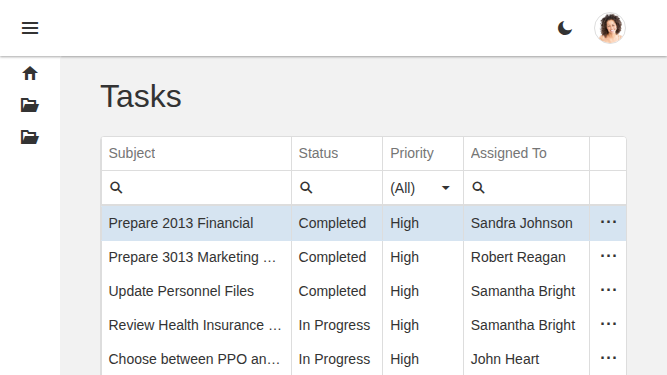 Tasks
Subject Status Priority Assigned To
(All)
Prepare 2013 Financial Completed High Sandra Johnson ...
Prepare 3013 Marketing ... Completed High Robert Reagan ...
Update Personnel Files Completed High Samantha Bright ...
Review Health Insurance ... In Progress High Samantha Bright ...
Choose between PPO an... In Progress High John Heart ...